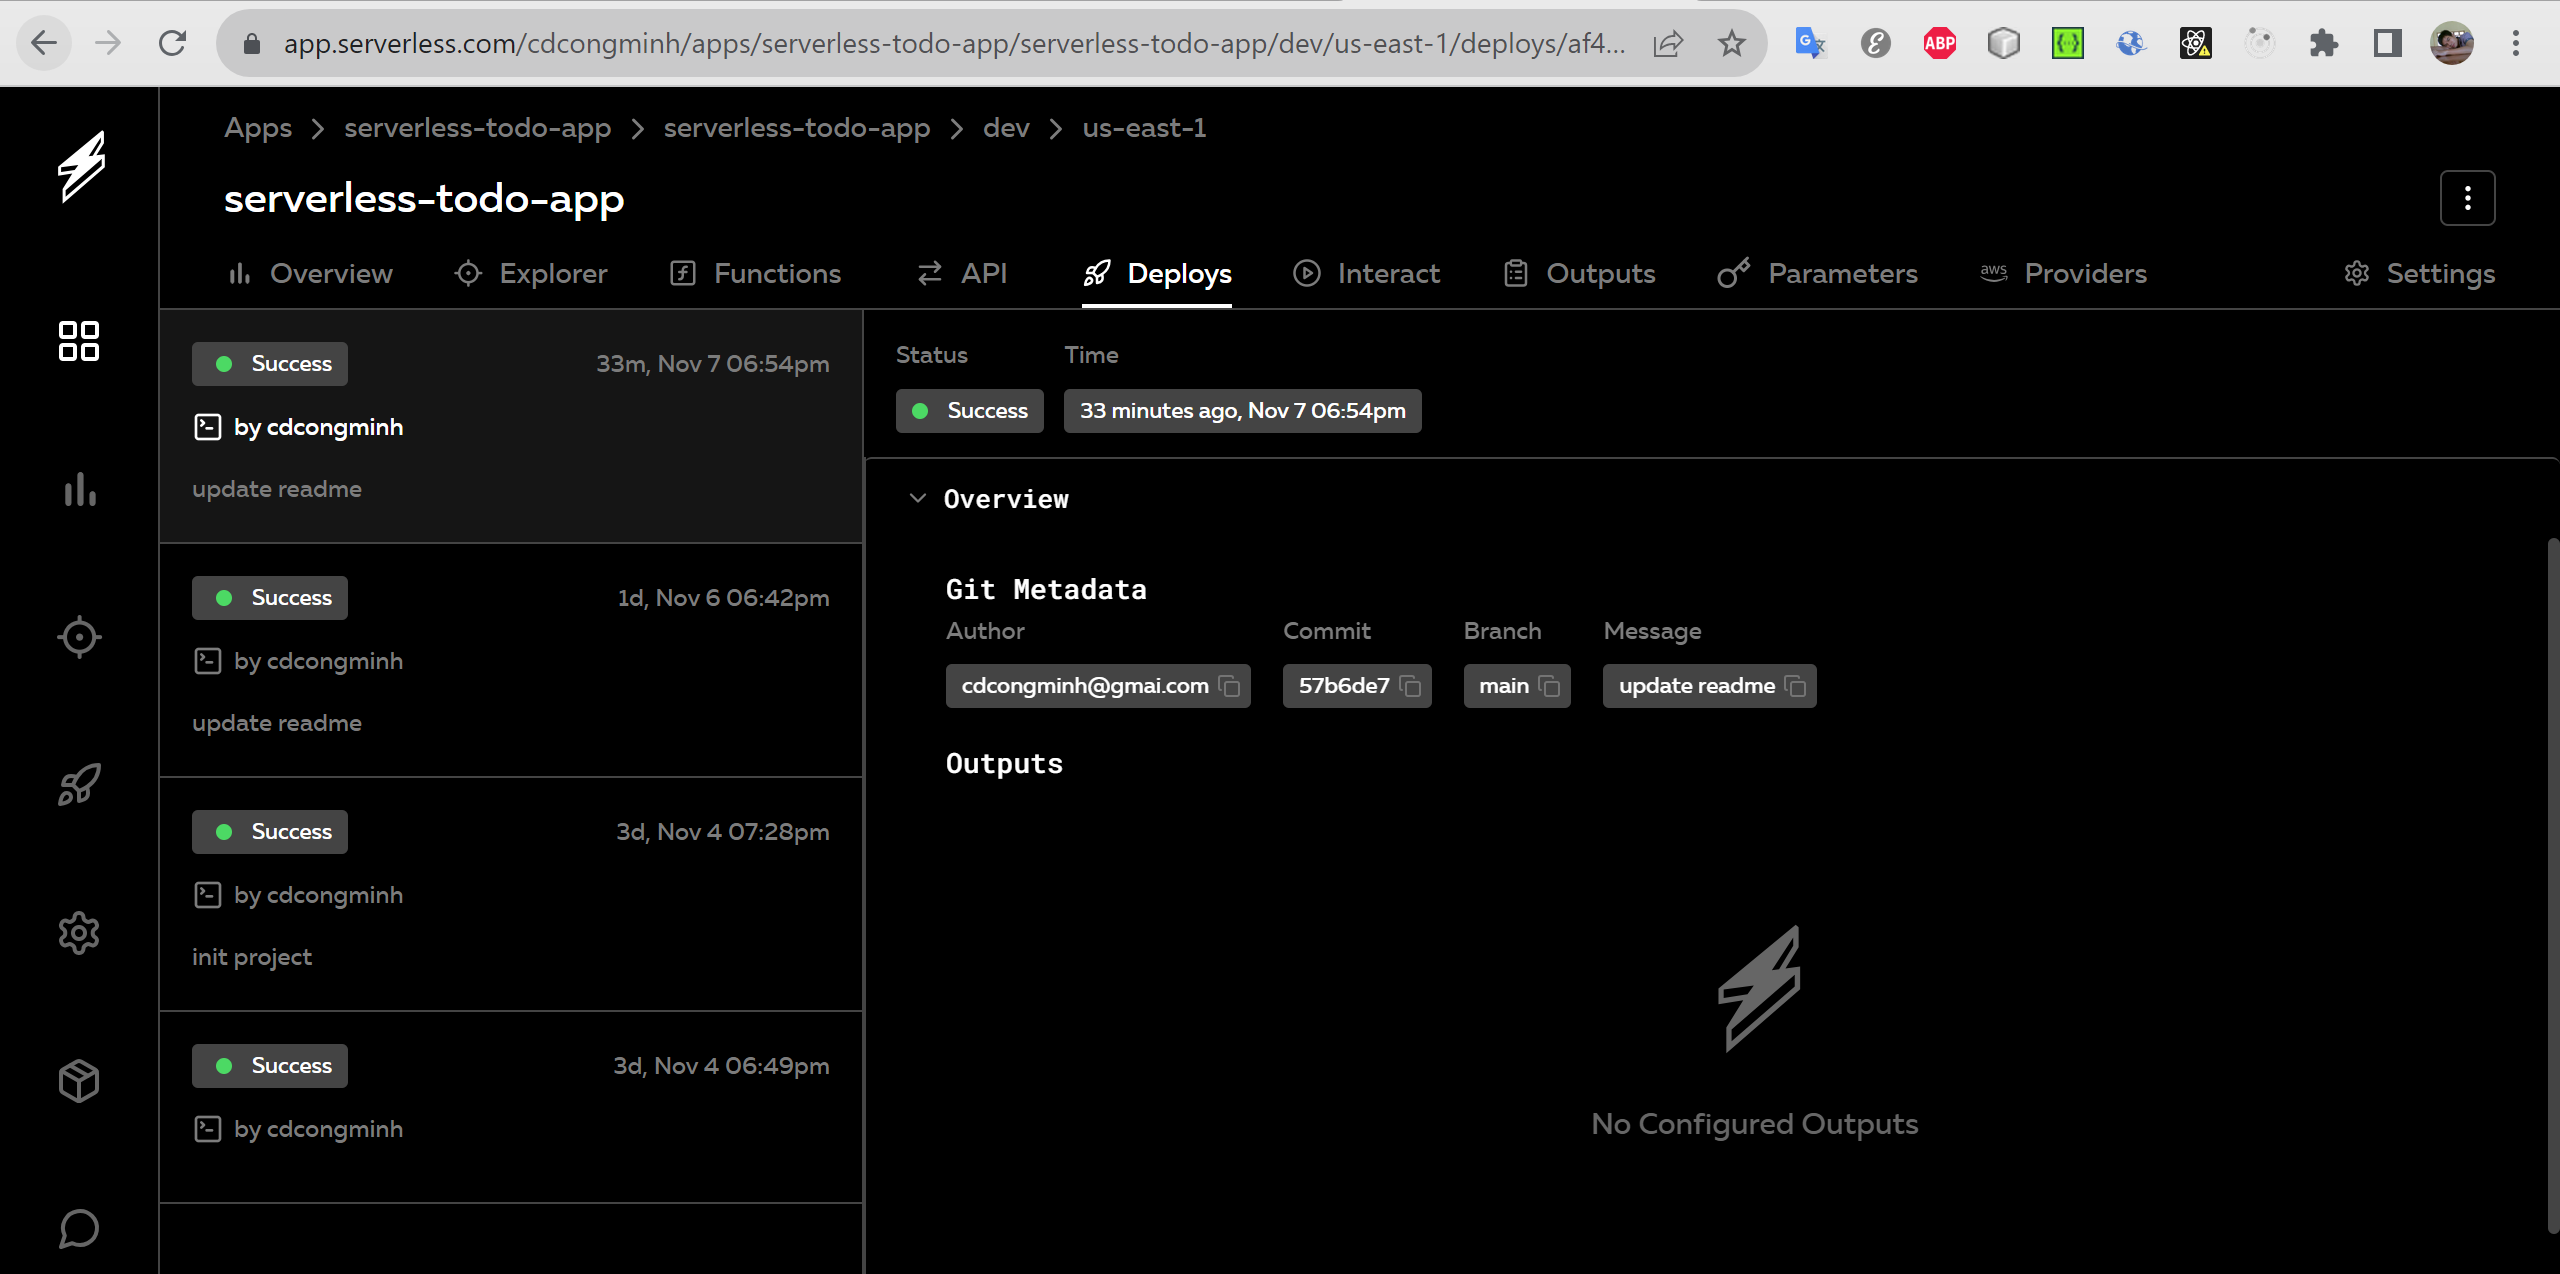 app.serverless.com/cdcongminh/apps/serverless-todo-app/serverless-todo-app/dev/us-east-1/deploys/af4...
ABP
Apps > serverless-todo-app > serverless-todo-app > dev > us-east-1
serverless-todo-app
Overview Explorer Functions API Deploys Interact Outputs Parameters aws Providers Settings
Success 33m, Nov 7 06:54pm
by cdcongminh
update readme
Success 1d, Nov 6 06:42pm
by cdcongminh
update readme
Success 3d, Nov 4 07:28pm
by cdcongminh
init project
Success 3d, Nov 4 06:49pm
by cdcongminh
Status Time
Success 33 minutes ago, Nov 7 06:54pm
Overview
Git Metadata
Author Commit Branch Message
cdcongminh@gmai.com 57b6de7 main update readme
Outputs
No Configured Outputs